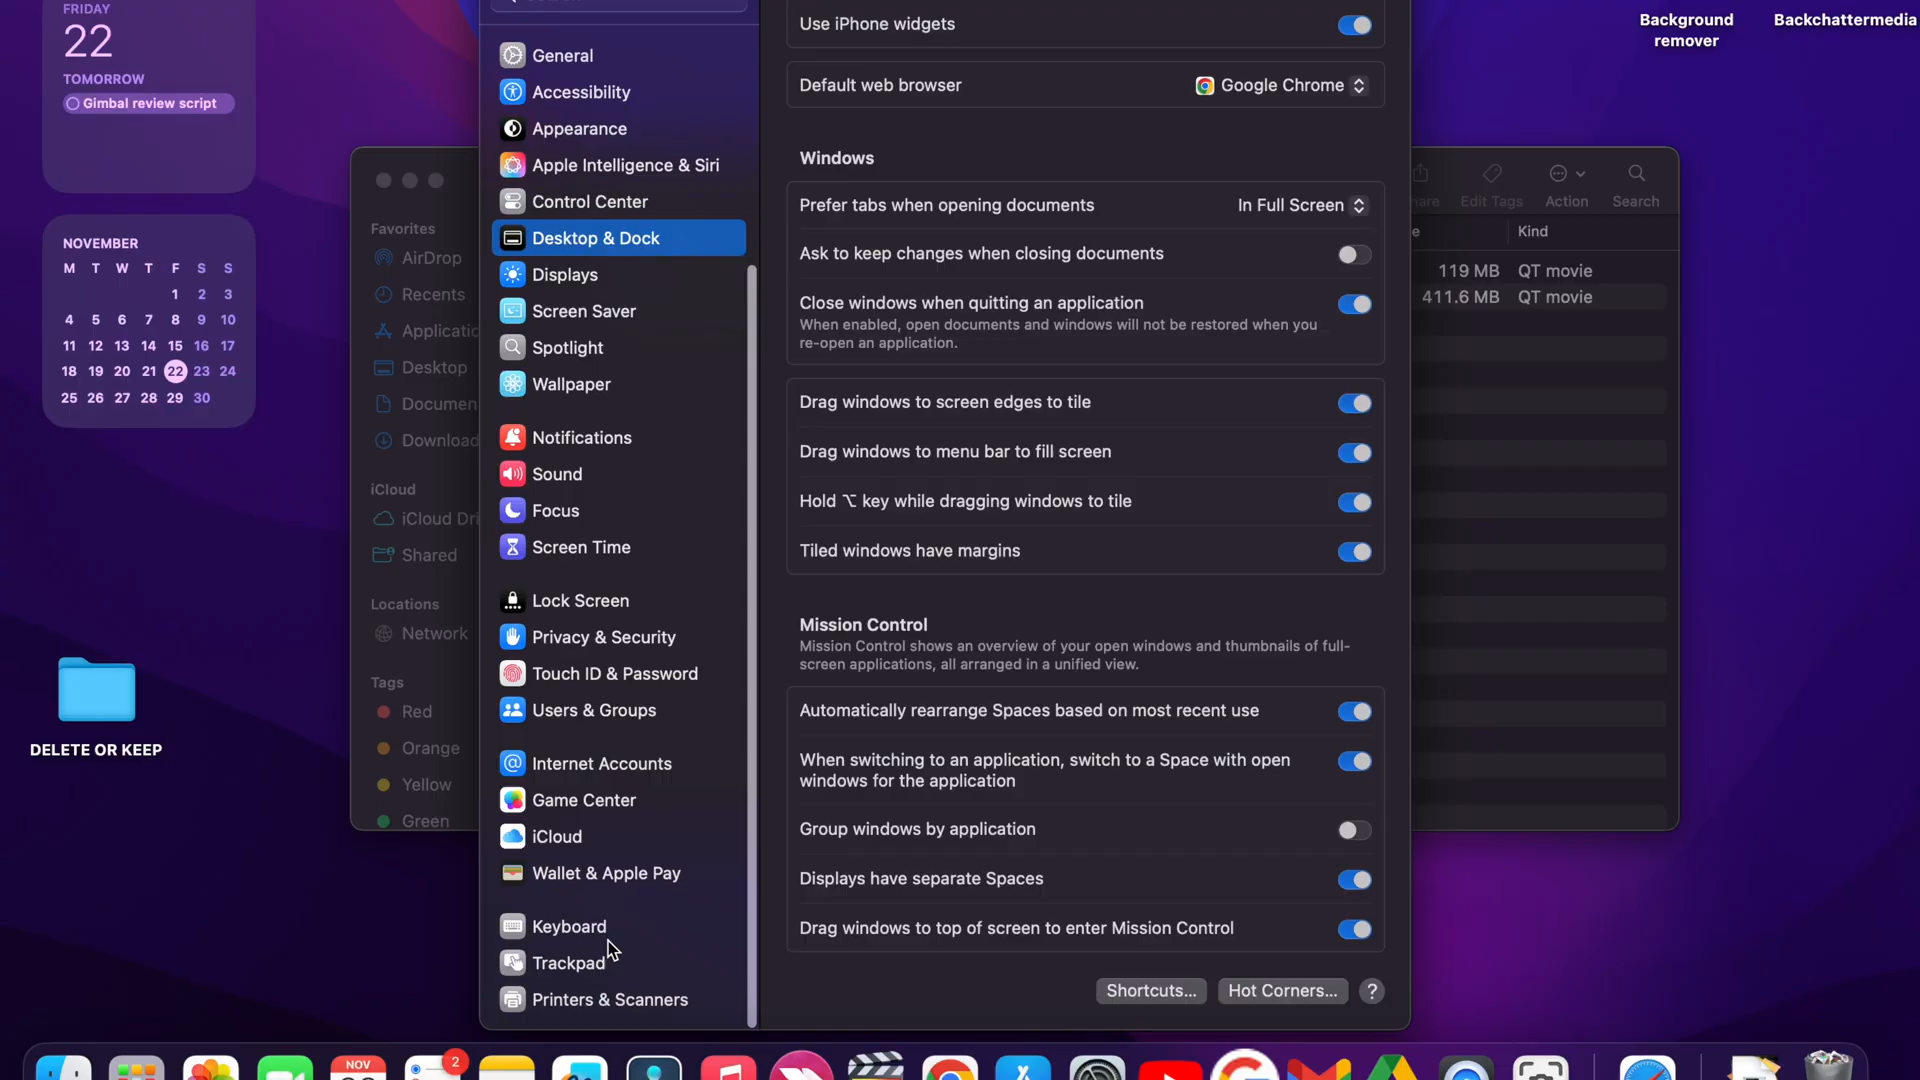 FRIDAY
22
TOMORROW
Gimbal review script
NOVEMBER
M T W T F S S
1 2 3
4 5 6 7 8 9 10
11 12 13 14 15 16 17
18 19 20 21 22 23 24
25 26 27 28 29 30
DELETE OR KEEP
Favorites
AirDrop
Recents
Applicatio
Desktop
Documen
Download
iCloud
iCloud Dri
Shared
Locations
Network
Tags
Red
Orange
Yellow
Green
General
Accessibility
Appearance
Apple Intelligence & Siri
Control Center
Desktop & Dock
Displays
Screen Saver
Spotlight
Wallpaper
Notifications
Sound
Focus
Screen Time
Lock Screen
Privacy & Security
Touch ID & Password
Users & Groups
Internet Accounts
Game Center
iCloud
Wallet & Apple Pay
Keyboard
Trackpad
Printers & Scanners
Use iPhone widgets
Default web browser Google Chrome
Windows
Prefer tabs when opening documents In Full Screen
Ask to keep changes when closing documents
Close windows when quitting an application
When enabled, open documents and windows will not be restored when you
re-open an application.
Drag windows to screen edges to tile
Drag windows to menu bar to fill screen
Hold ⌥ key while dragging windows to tile
Tiled windows have margins
Mission Control
Mission Control shows an overview of your open windows and thumbnails of full-
screen applications, all arranged in a unified view.
Automatically rearrange Spaces based on most recent use
When switching to an application, switch to a Space with open
windows for the application
Group windows by application
Displays have separate Spaces
Drag windows to top of screen to enter Mission Control
Shortcuts... Hot Corners... ?
hare Edit Tags Action Search
e Kind
119 MB QT movie
411.6 MB QT movie
Background
remover
Backchattermedia
NOV
2